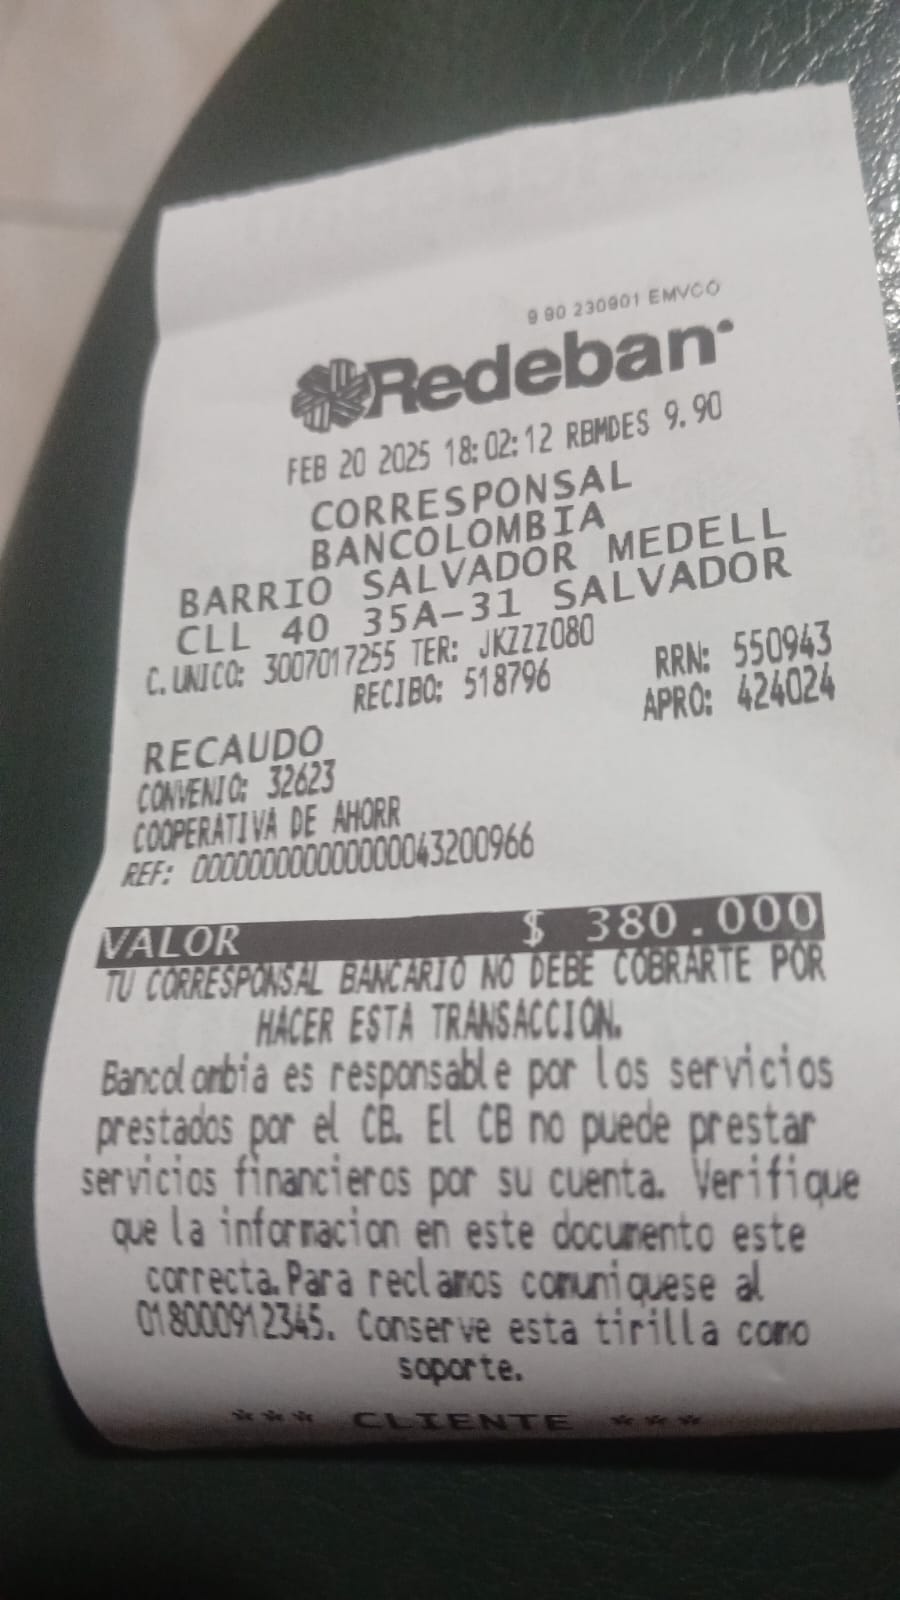 9 90 230901 EMVCO
Redeban
FEB 20 2025 18:02:12 RBMDES 9.90
CORRESPONSAL
BANCOLOMBIA
BARRIO SALVADOR MEDELL
CLL 40 35A-31 SALVADOR
C. UNICO: 3007017255 TER: JKZZZ080
RECIBO: 518796 RRN: 550943
APRO: 424024
RECAUDO
CONVENIO: 32623
COOPERATIVA DE AHORR
REF: 000000000000000043200966
VALOR $ 380.000
TU CORRESPONSAL BANCARIO NO DEBE COBRARTE POR
HACER ESTA TRANSACCION.
Bancolombia es responsable por los servicios
prestados por el CB. El CB no puede prestar
servicios financieros por su cuenta. Verifique
que la informacion en este documento este
correcta.Para reclamos comuniquese al
018000912345. Conserve esta tirilla como
soporte.
*** CLIENTE ***